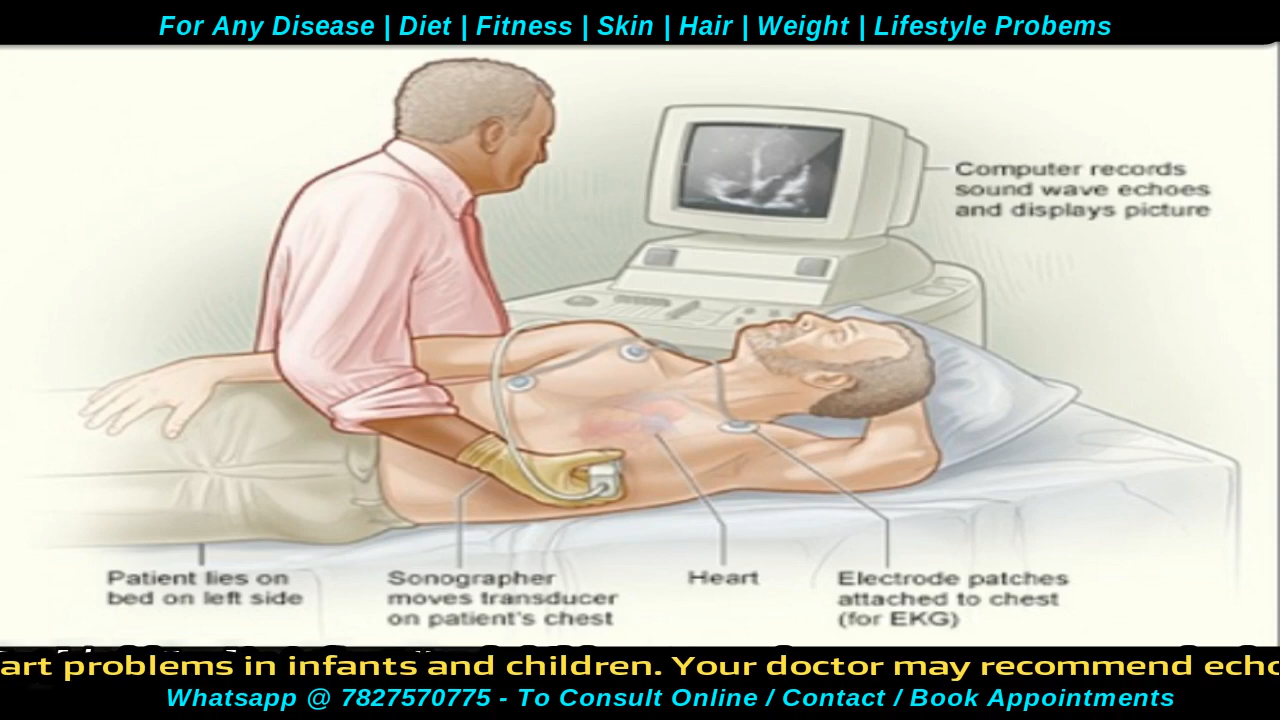 For Any Disease | Diet | Fitness | Skin | Hair | Weight | Lifestyle Probems
Computer records
sound wave echoes
and displays picture
Patient lies on
bed on left side
Sonographer
moves transducer
on patient's chest
Heart
Electrode patches
attached to chest
(for EKG)
art problems in infants and children. Your doctor may recommend echo
Whatsapp @ 7827570775 - To Consult Online / Contact / Book Appointments